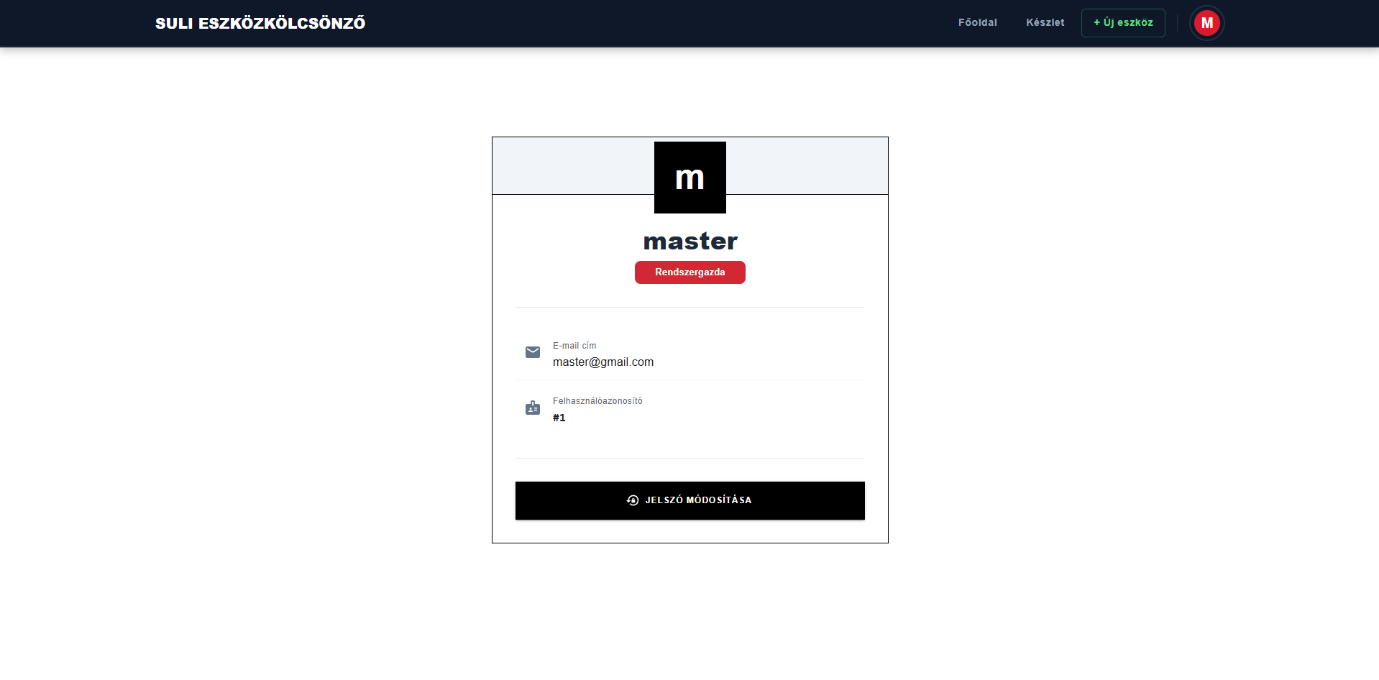 SULI ESZKÖZKÖLCSÖNZŐ
Főoldal
Készlet
+ Új eszköz
M
m
master
Rendszergazda
E-mail cím
master@gmail.com
Felhasználóazonosító
#1
JELSZÓ MÓDOSÍTÁSA